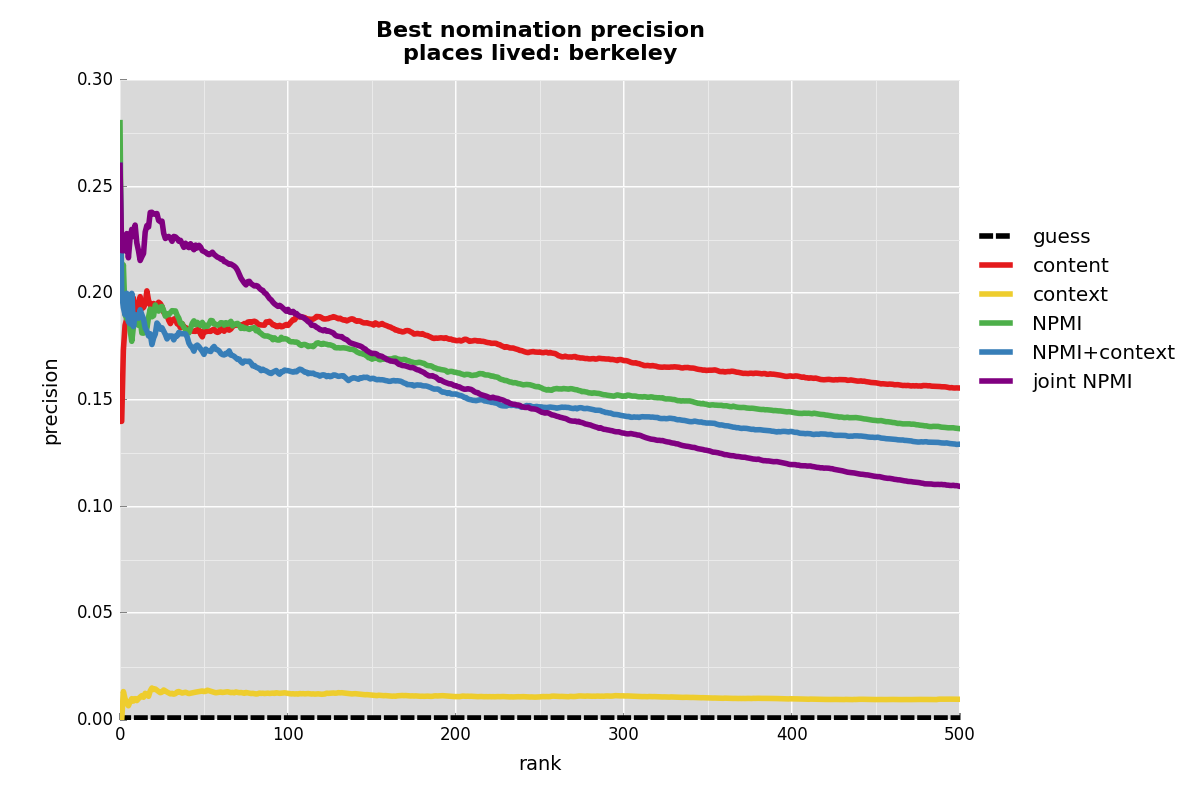 Best nomination precision
places lived: berkeley
0.30
0.25
0.20
0.15
0.10
0.05
0.00
precision
0 100 200 300 400 500
rank
guess
content
context
NPMI
NPMI+context
joint NPMI